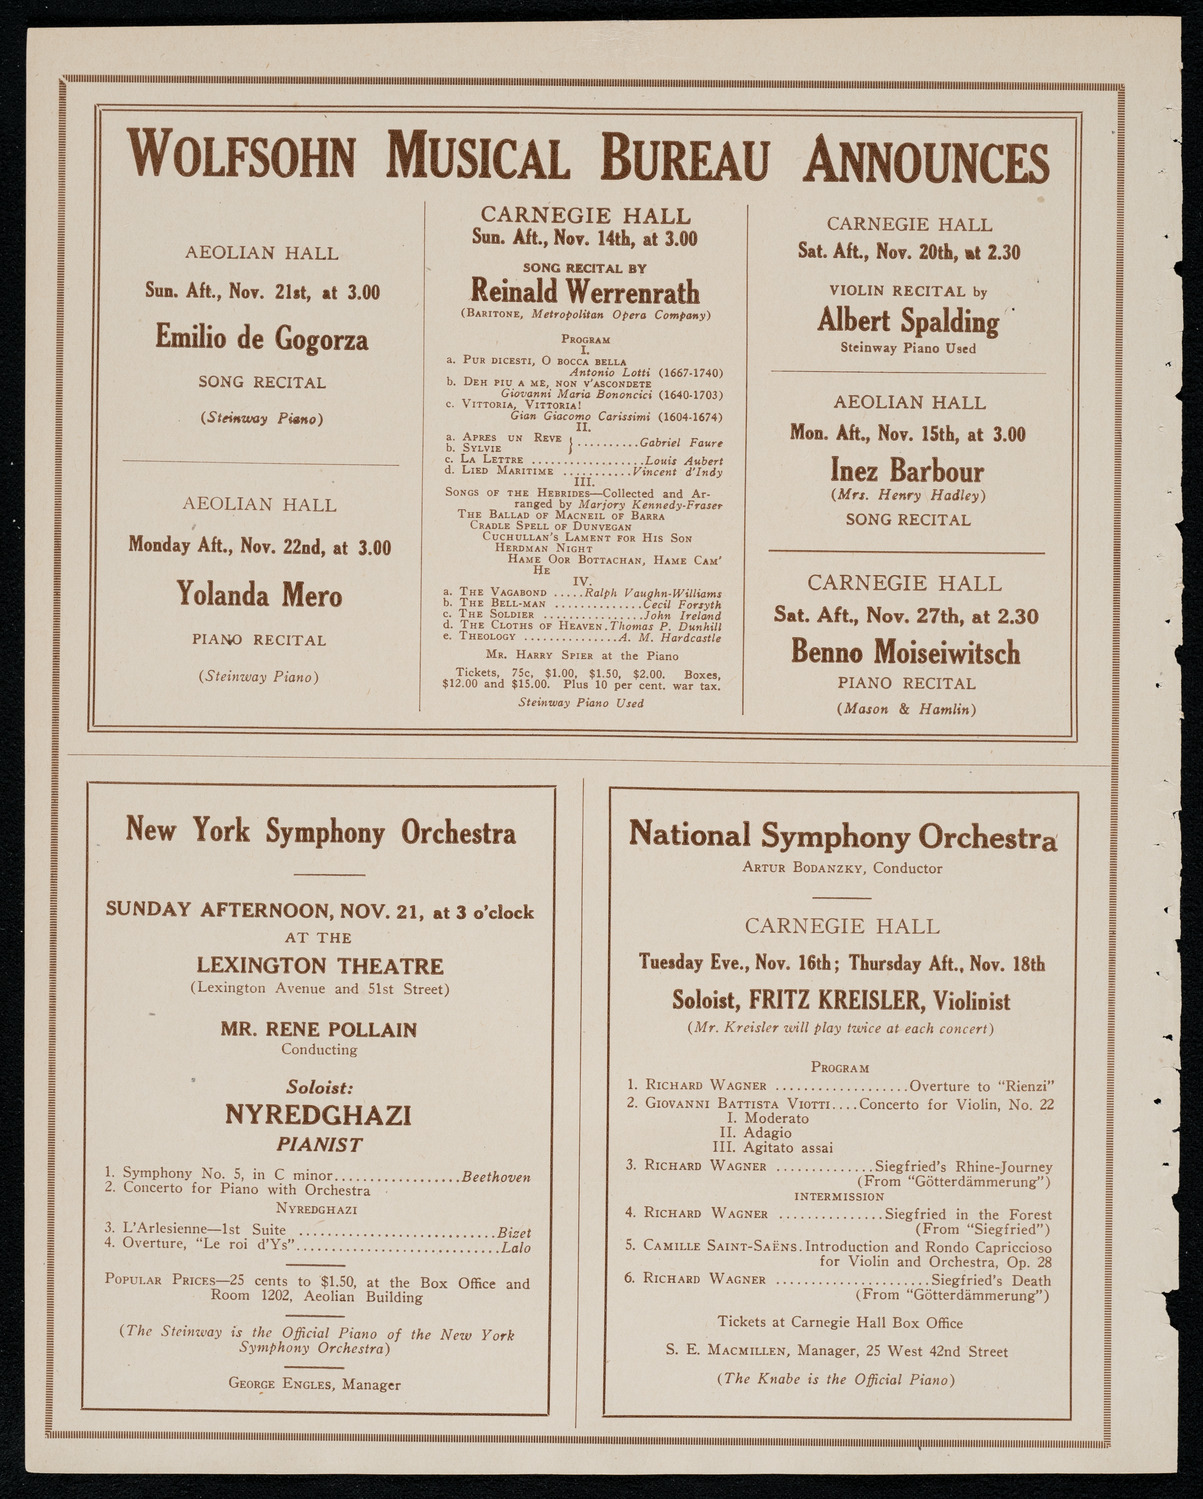 WOLFSOHN MUSICAL BUREAU ANNOUNCES
AEOLIAN HALL
Sun. Aft., Nov. 21st, at 3.00
Emilio de Gogorza
SONG RECITAL
(Steinway Piano)
AEOLIAN HALL
Monday Aft., Nov. 22nd, at 3.00
Yolanda Mero
PIANO RECITAL
(Steinway Piano)
CARNEGIE HALL
Sun. Aft., Nov. 14th, at 3.00
SONG RECITAL BY
Reinald Werrenrath
(BARITONE, Metropolitan Opera Company)
PROGRAM
I.
a. PUR DICESTI, O BOCCA BELLA
Antonio Lotti (1667-1740)
b. DEH PIU A ME, NON V'ASCONDETE
Giovanni Maria Bononcici (1640-1703)
c. VITTORIA, VITTORIA!
Gian Giacomo Carissimi (1604-1674)
II.
a. APRES UN REVE
b. SYLVIE } ..........Gabriel Faure
c. LA LETTRE .................Louis Aubert
d. LIED MARITIME ...........Vincent d'Indy
III.
SONGS OF THE HEBRIDES—Collected and Ar-
ranged by Marjory Kennedy-Fraser
THE BALLAD OF MACNEIL OF BARRA
CRADLE SPELL OF DUNVEGAN
CUCHULLAN'S LAMENT FOR HIS SON
HERDMAN NIGHT
HAME OOR BOTTACHAN, HAME CAM'
HE
IV.
a. THE VAGABOND .....Ralph Vaughn-Williams
b. THE BELL-MAN .............Cecil Forsyth
c. THE SOLDIER ...............John Ireland
d. THE CLOTHS OF HEAVEN.Thomas P. Dunhill
e. THEOLOGY ...............A. M. Hardcastle
MR. HARRY SPIER at the Piano
Tickets, 75c, $1.00, $1.50, $2.00. Boxes,
$12.00 and $15.00. Plus 10 per cent. war tax.
Steinway Piano Used
CARNEGIE HALL
Sat. Aft., Nov. 20th, at 2.30
VIOLIN RECITAL by
Albert Spalding
Steinway Piano Used
AEOLIAN HALL
Mon. Aft., Nov. 15th, at 3.00
Inez Barbour
(Mrs. Henry Hadley)
SONG RECITAL
CARNEGIE HALL
Sat. Aft., Nov. 27th, at 2.30
Benno Moiseiwitsch
PIANO RECITAL
(Mason & Hamlin)
New York Symphony Orchestra
SUNDAY AFTERNOON, NOV. 21, at 3 o'clock
AT THE
LEXINGTON THEATRE
(Lexington Avenue and 51st Street)
MR. RENE POLLAIN
Conducting
Soloist:
NYREDGHAZI
PIANIST
1. Symphony No. 5, in C minor..................Beethoven
2. Concerto for Piano with Orchestra
NYREDGHAZI
3. L'Arlesienne—1st Suite ............................Bizet
4. Overture, "Le roi d'Ys".............................Lalo
POPULAR PRICES—25 cents to $1.50, at the Box Office and
Room 1202, Aeolian Building
(The Steinway is the Official Piano of the New York
Symphony Orchestra)
GEORGE ENGLES, Manager
National Symphony Orchestra
ARTUR BODANZKY, Conductor
CARNEGIE HALL
Tuesday Eve., Nov. 16th; Thursday Aft., Nov. 18th
Soloist, FRITZ KREISLER, Violinist
(Mr. Kreisler will play twice at each concert)
PROGRAM
1. RICHARD WAGNER ...................Overture to "Rienzi"
2. GIOVANNI BATTISTA VIOTTI....Concerto for Violin, No. 22
I. Moderato
II. Adagio
III. Agitato assai
3. RICHARD WAGNER ..............Siegfried's Rhine-Journey
(From "Götterdämmerung")
INTERMISSION
4. RICHARD WAGNER ...............Siegfried in the Forest
(From "Siegfried")
5. CAMILLE SAINT-SAËNS.Introduction and Rondo Capriccioso
for Violin and Orchestra, Op. 28
6. RICHARD WAGNER ......................Siegfried's Death
(From "Götterdämmerung")
Tickets at Carnegie Hall Box Office
S. E. MACMILLEN, Manager, 25 West 42nd Street
(The Knabe is the Official Piano)